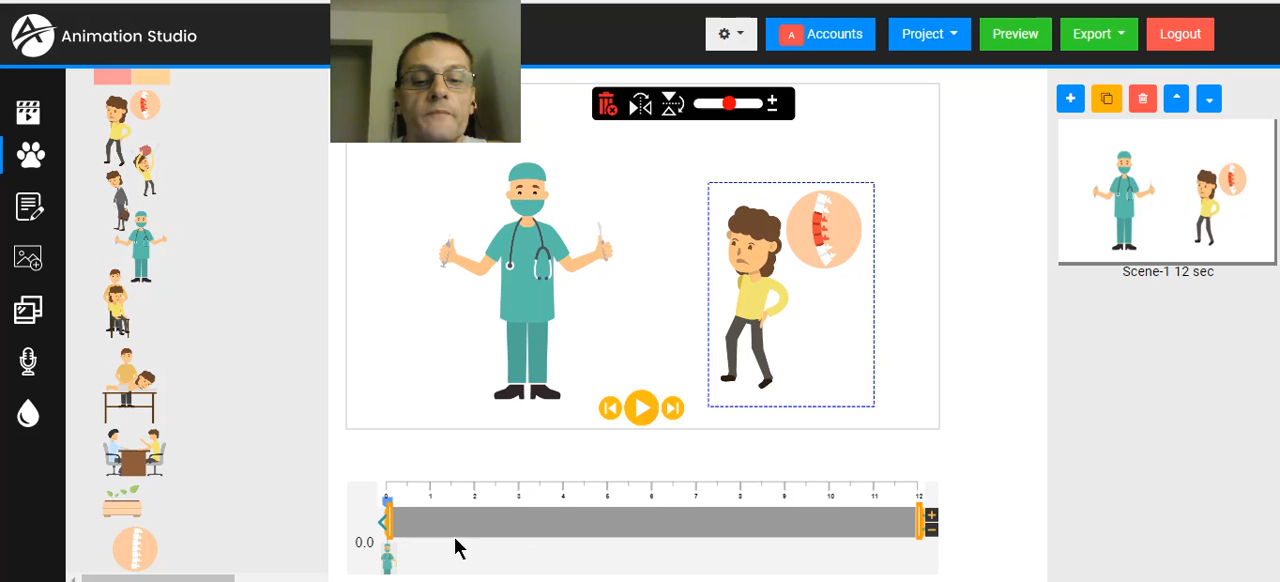 Animation Studio
A Accounts
Project
Preview
Export
Logout
Scene-1 12 sec
0 1 2 3 4 5 6 7 8 9 10 11 12
0.0